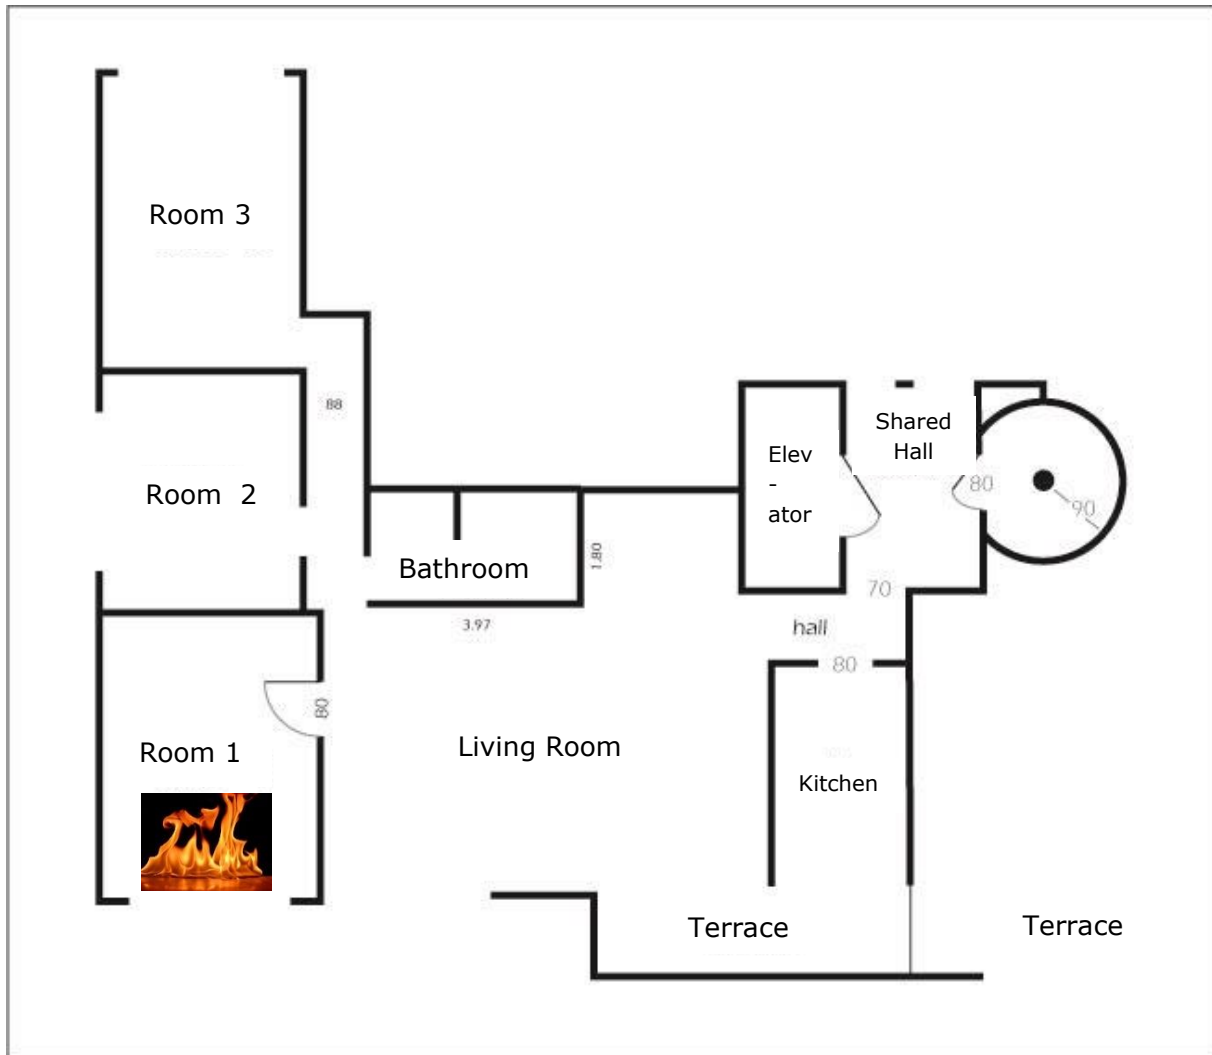 Room 3
88
Shared
Hall
Elev
-
ator
80
90
Room  2
Bathroom
1.80
70
3.97
hall
80
80
Room 1
Living Room
Kitchen
Terrace
Terrace